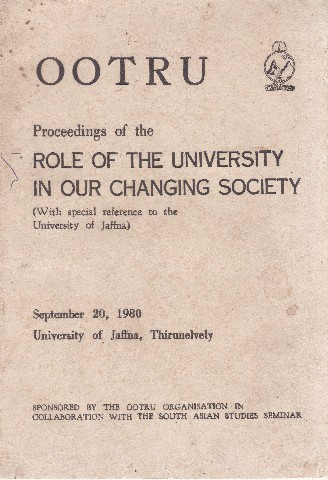 OOTRU
Proceedings of the
ROLE OF THE UNIVERSITY
IN OUR CHANGING SOCIETY
(With special reference to the
University of Jaffna)
September 20, 1980
University of Jaffna, Thirunelvely
SPONSORED BY THE OOTRU ORGANISATION IN
COLLABORATION WITH THE SOUTH ASIAN STUDIES SEMINAR